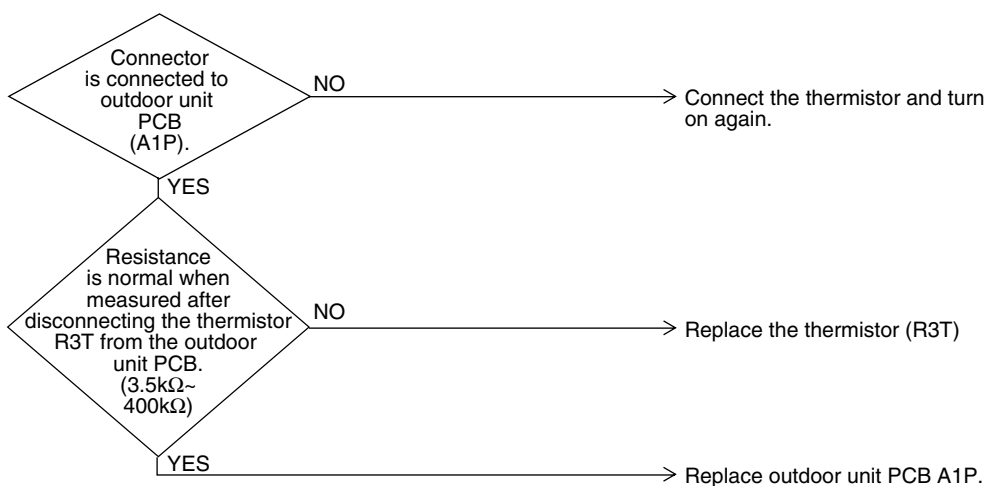 Connector
is connected to
outdoor unit
PCB
(A1P).
NO
Connect the thermistor and turn
on again.
YES
Resistance
is normal when
measured after
disconnecting the thermistor
R3T from the outdoor
unit PCB.
(3.5kΩ~
400kΩ)
NO
Replace the thermistor (R3T)
YES
Replace outdoor unit PCB A1P.